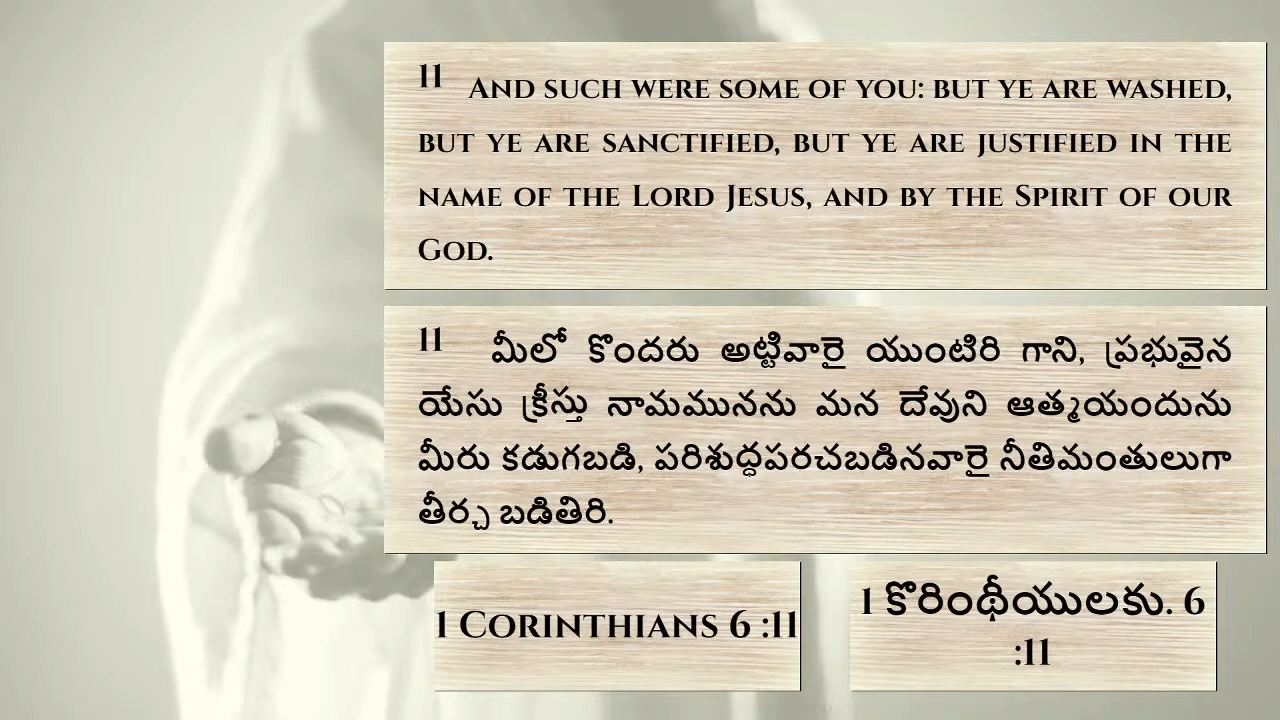 11 And such were some of you: but ye are washed,
but ye are sanctified, but ye are justified in the
name of the Lord Jesus, and by the Spirit of our
God.
11 మీలో కొందరు అట్టివారై యుంటిరి గాని, ప్రభువైన
యేసు క్రీస్తు నామమునను మన దేవుని ఆత్మయందును
మీరు కడుగబడి, పరిశుద్ధపరచబడినవారై నీతిమంతులుగా
తీర్చ బడితిరి.
1 Corinthians 6 :11
1 కొరింథీయులకు. 6
:11